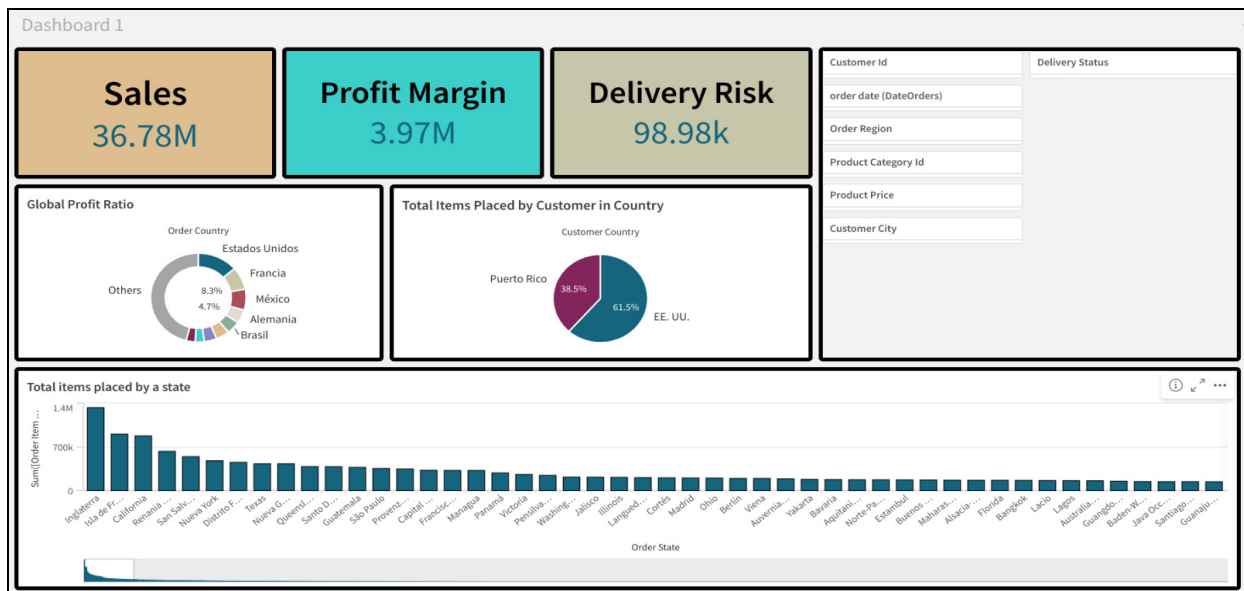 Dashboard 1
Sales
36.78M
Profit Margin
3.97M
Delivery Risk
98.98k
Customer Id
Delivery Status
order date (DateOrders)
Order Region
Product Category Id
Product Price
Customer City
Global Profit Ratio
Order Country
Estados Unidos
Francia
México
Alemania
Brasil
Others
8.3%
4.7%
Total Items Placed by Customer in Country
Customer Country
Puerto Rico
38.5%
61.5%
EE. UU.
Total items placed by a state
Sum([Order Item ...
1.4M
700k
0
Inglaterra
Isla de Fr...
California
Renania ...
San Salv...
Nueva York
Distrito F...
Texas
Nueva G...
Queensl...
Santo D...
Guatemala
São Paulo
Provenz...
Capital ...
Francisc...
Managua
Panamá
Victoria
Pensilva...
Washing...
Jalisco
Illinois
Langued...
Cortés
Madrid
Ohio
Berlín
Viena
Auvernia...
Yakarta
Bavaria
Aquitani...
Norte-Pa...
Estambul
Buenos ...
Maharas...
Alsacia-...
Florida
Bangkok
Lacio
Lagos
Australia...
Guangdo...
Baden-W...
Java Occ...
Santiago...
Guanaju...
Order State